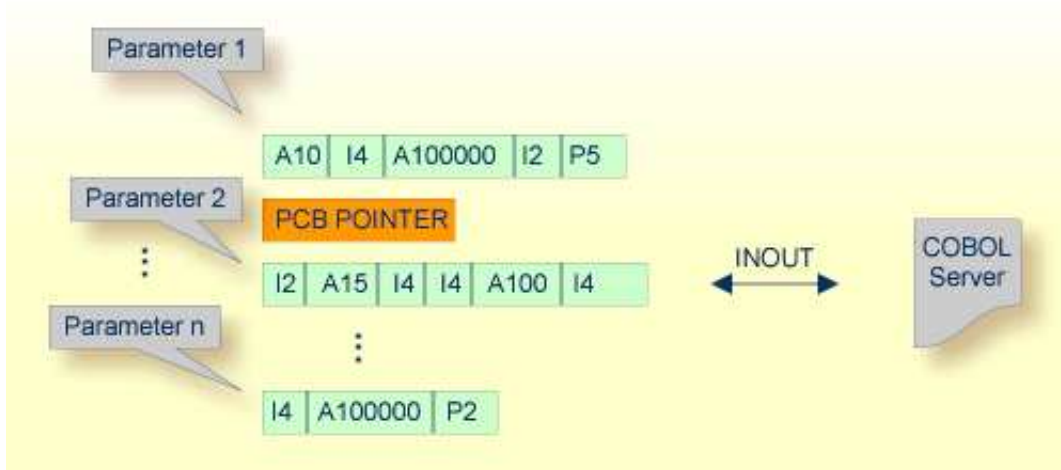 Parameter 1
A10 I4 A100000 I2 P5
Parameter 2
PCB POINTER
I2 A15 I4 I4 A100 I4
INOUT
COBOL
Server
Parameter n
I4 A100000 P2